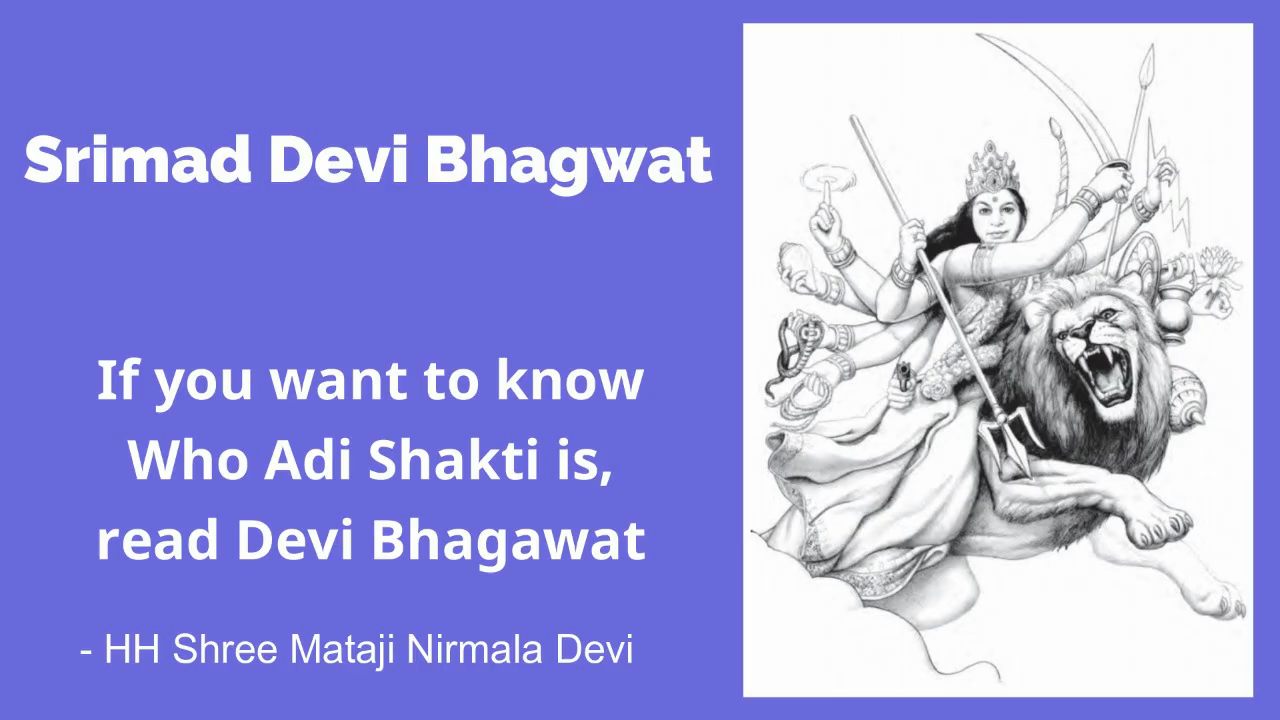 Srimad Devi Bhagwat
If you want to know
Who Adi Shakti is,
read Devi Bhagawat
- HH Shree Mataji Nirmala Devi